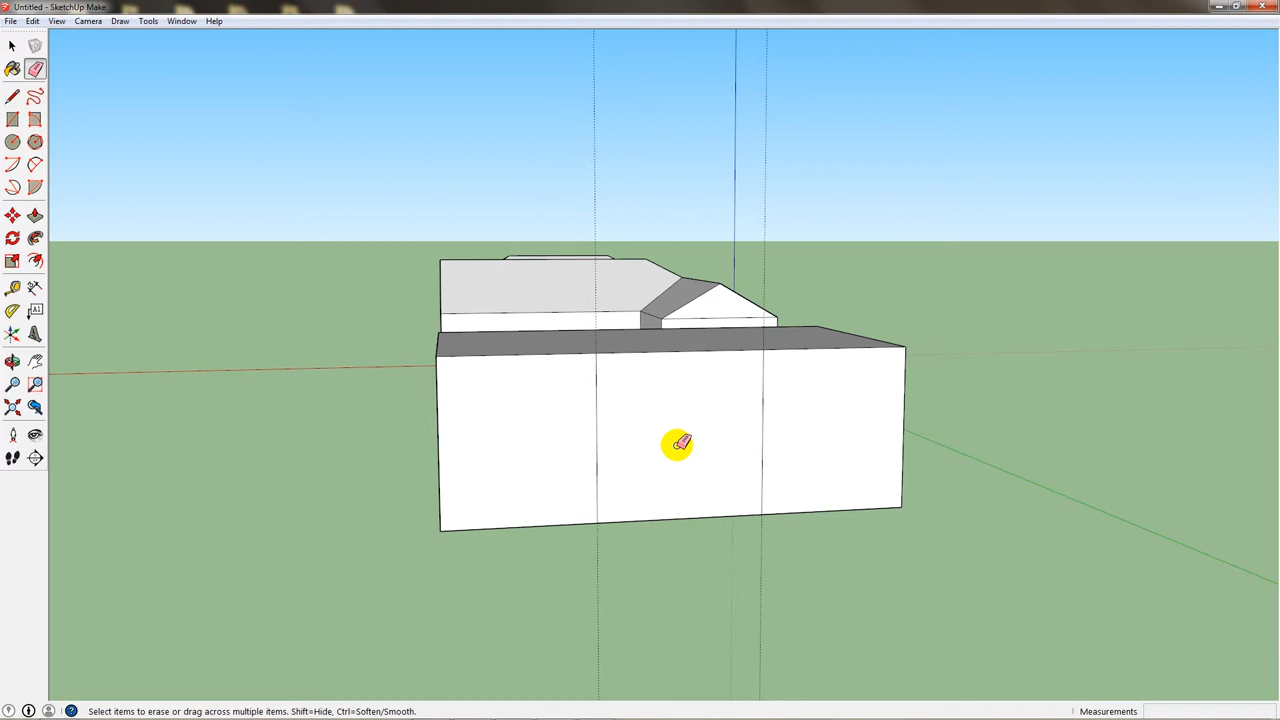 Untitled - SketchUp Make
File Edit View Camera Draw Tools Window Help
A1
Select items to erase or drag across multiple items. Shift=Hide, Ctrl=Soften/Smooth.
Measurements